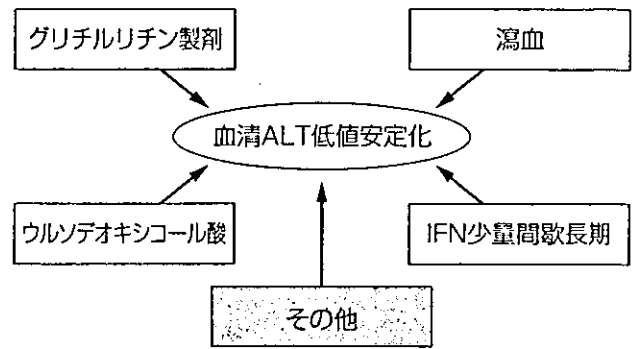 グリチルリチン製剤
瀉血
血清ALT低値安定化
ウルソデオキシコール酸
IFN少量間歇長期
その他